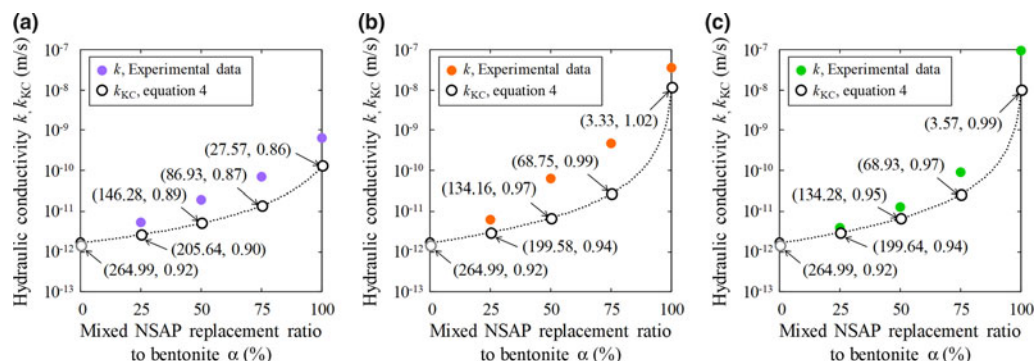 (a)
Hydraulic conductivity k, kKC (m/s)
10-7
10-8
10-9
10-10
10-11
10-12
10-13
k, Experimental data
kKC, equation 4
(27.57, 0.86)
(86.93, 0.87)
(146.28, 0.89)
(205.64, 0.90)
(264.99, 0.92)
0 25 50 75 100
Mixed NSAP replacement ratio
to bentonite α (%)
(b)
Hydraulic conductivity k, kKC (m/s)
10-7
10-8
10-9
10-10
10-11
10-12
10-13
k, Experimental data
kKC, equation 4
(3.33, 1.02)
(68.75, 0.99)
(134.16, 0.97)
(199.58, 0.94)
(264.99, 0.92)
0 25 50 75 100
Mixed NSAP replacement ratio
to bentonite α (%)
(c)
Hydraulic conductivity k, kKC (m/s)
10-7
10-8
10-9
10-10
10-11
10-12
10-13
k, Experimental data
kKC, equation 4
(3.57, 0.99)
(68.93, 0.97)
(134.28, 0.95)
(199.64, 0.94)
(264.99, 0.92)
0 25 50 75 100
Mixed NSAP replacement ratio
to bentonite α (%)